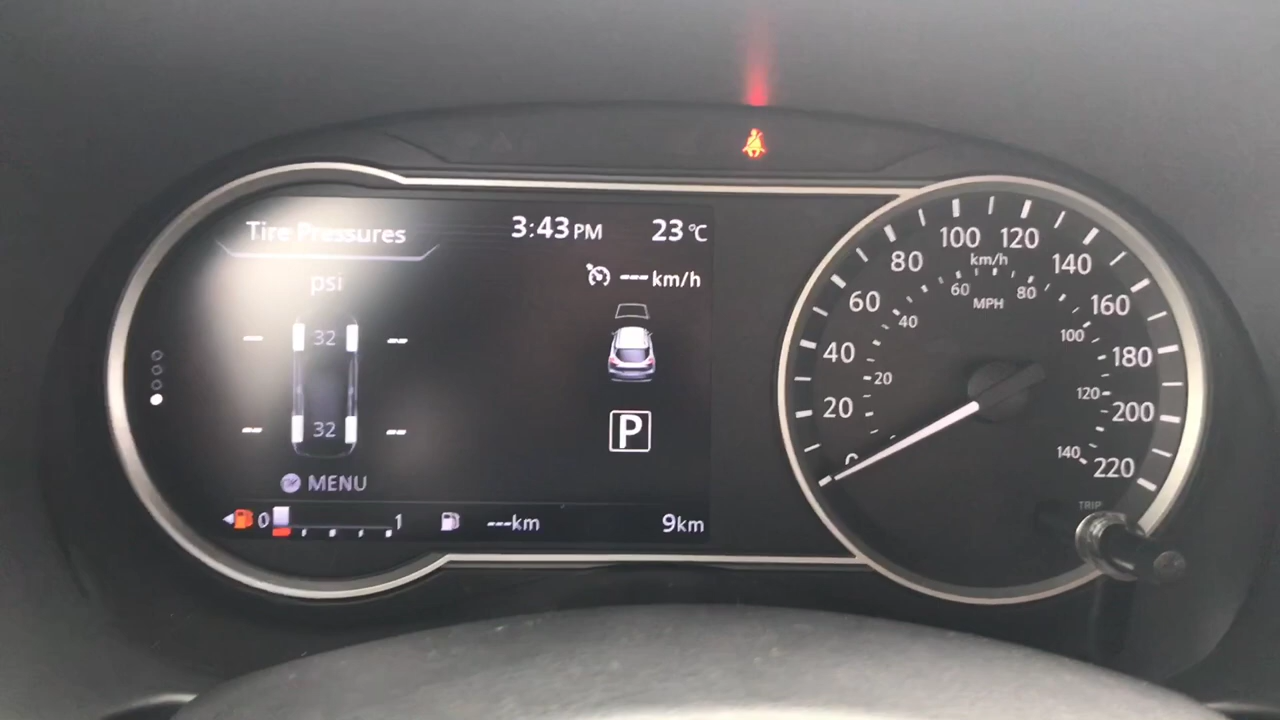 Tire Pressures
3:43 PM
23 °C
psi
--- km/h
-- 32 --
-- 32 --
P
MENU
0 1
---km
9km
0
20
40
60
80
100
120
140
160
180
200
220
km/h
20
40
60
80
100
120
140
MPH
TRIP